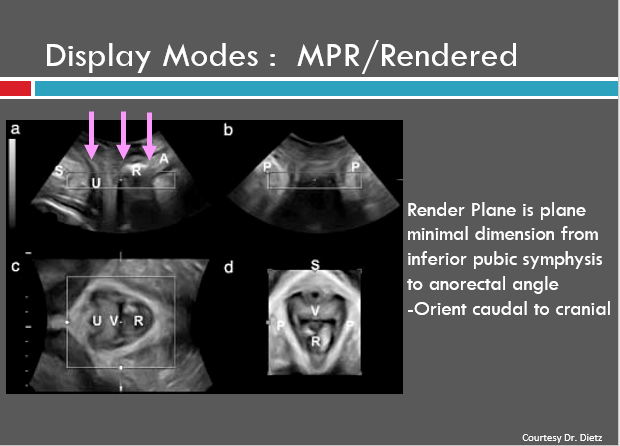 Display Modes : MPR/Rendered
a
S
U
R
A
b
P
P
c
U V R
d
S
V
P
P
R
Render Plane is plane
minimal dimension from
inferior pubic symphysis
to anorectal angle
-Orient caudal to cranial
Courtesy Dr. Dietz